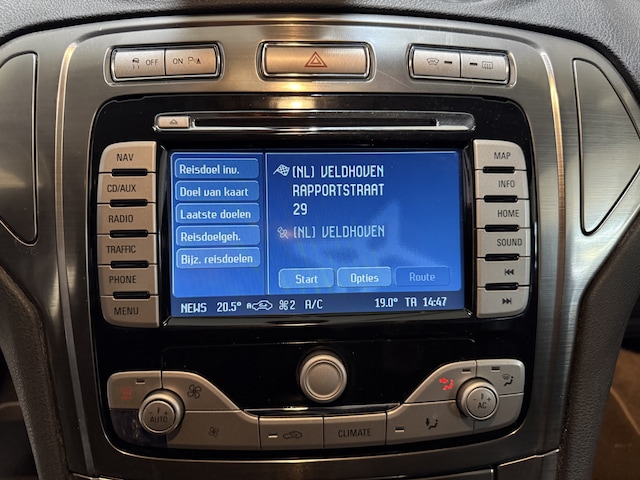 OFF ON P
NAV
CD/AUX
RADIO
TRAFFIC
PHONE
MENU
Reisdoel inv.
Doel van kaart
Laatste doelen
Reisdoelgeh.
Bijz. reisdoelen
(NL) VELDHOVEN
RAPPORTSTRAAT
29
(NL) VELDHOVEN
Start Opties Route
NEWS 20.5° A 2 A/C 19.0° TA 14:47
MAP
INFO
HOME
SOUND
AUTO
CLIMATE
AC